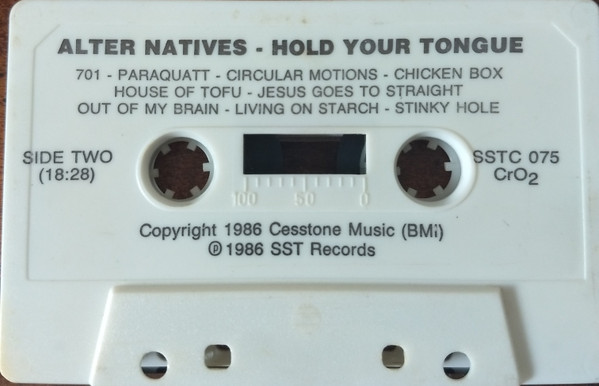 ALTER NATIVES - HOLD YOUR TONGUE
701 - PARAQUATT - CIRCULAR MOTIONS - CHICKEN BOX
HOUSE OF TOFU - JESUS GOES TO STRAIGHT
OUT OF MY BRAIN - LIVING ON STARCH - STINKY HOLE
SIDE TWO
(18:28)
SSTC 075
CrO2
100 50 0
Copyright 1986 Cesstone Music (BMi)
℗ 1986 SST Records